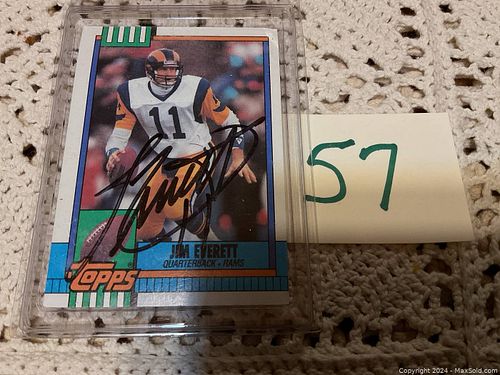 11
57
JIM EVERETT
QUARTERBACK • RAMS
Topps
Copyright 2024 - MaxSold.com